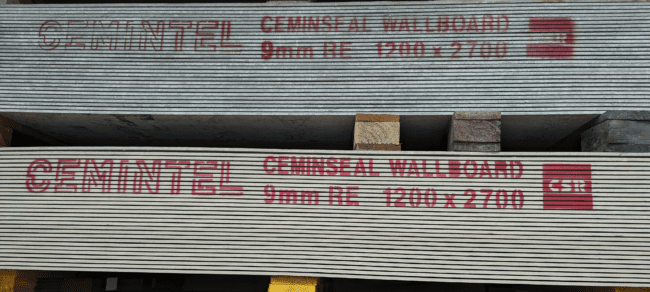 CEMINTEL CEMINSEAL WALLBOARD
9mm RE 1200 x 2700
CSR
CEMINTEL CEMINSEAL WALLBOARD
9mm RE 1200 x 2700
CSR